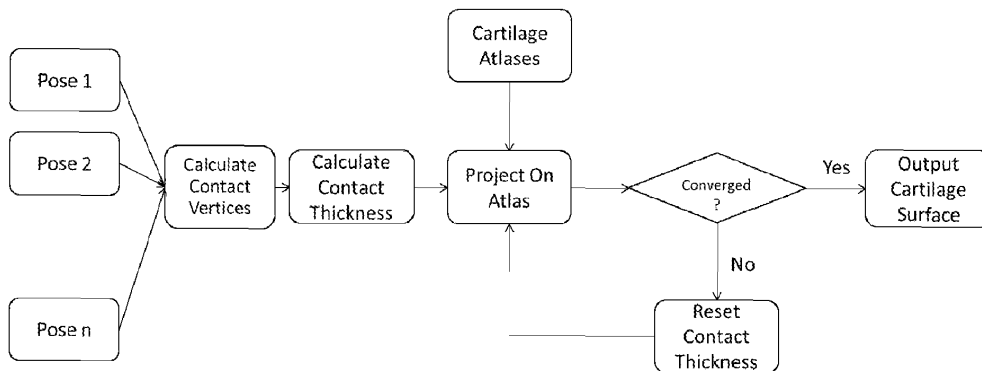 Cartilage
Atlases
Pose 1
Pose 2
Calculate
Contact
Vertices
Calculate
Contact
Thickness
Project On
Atlas
Converged
?
Yes
Output
Cartilage
Surface
No
Pose n
Reset
Contact
Thickness